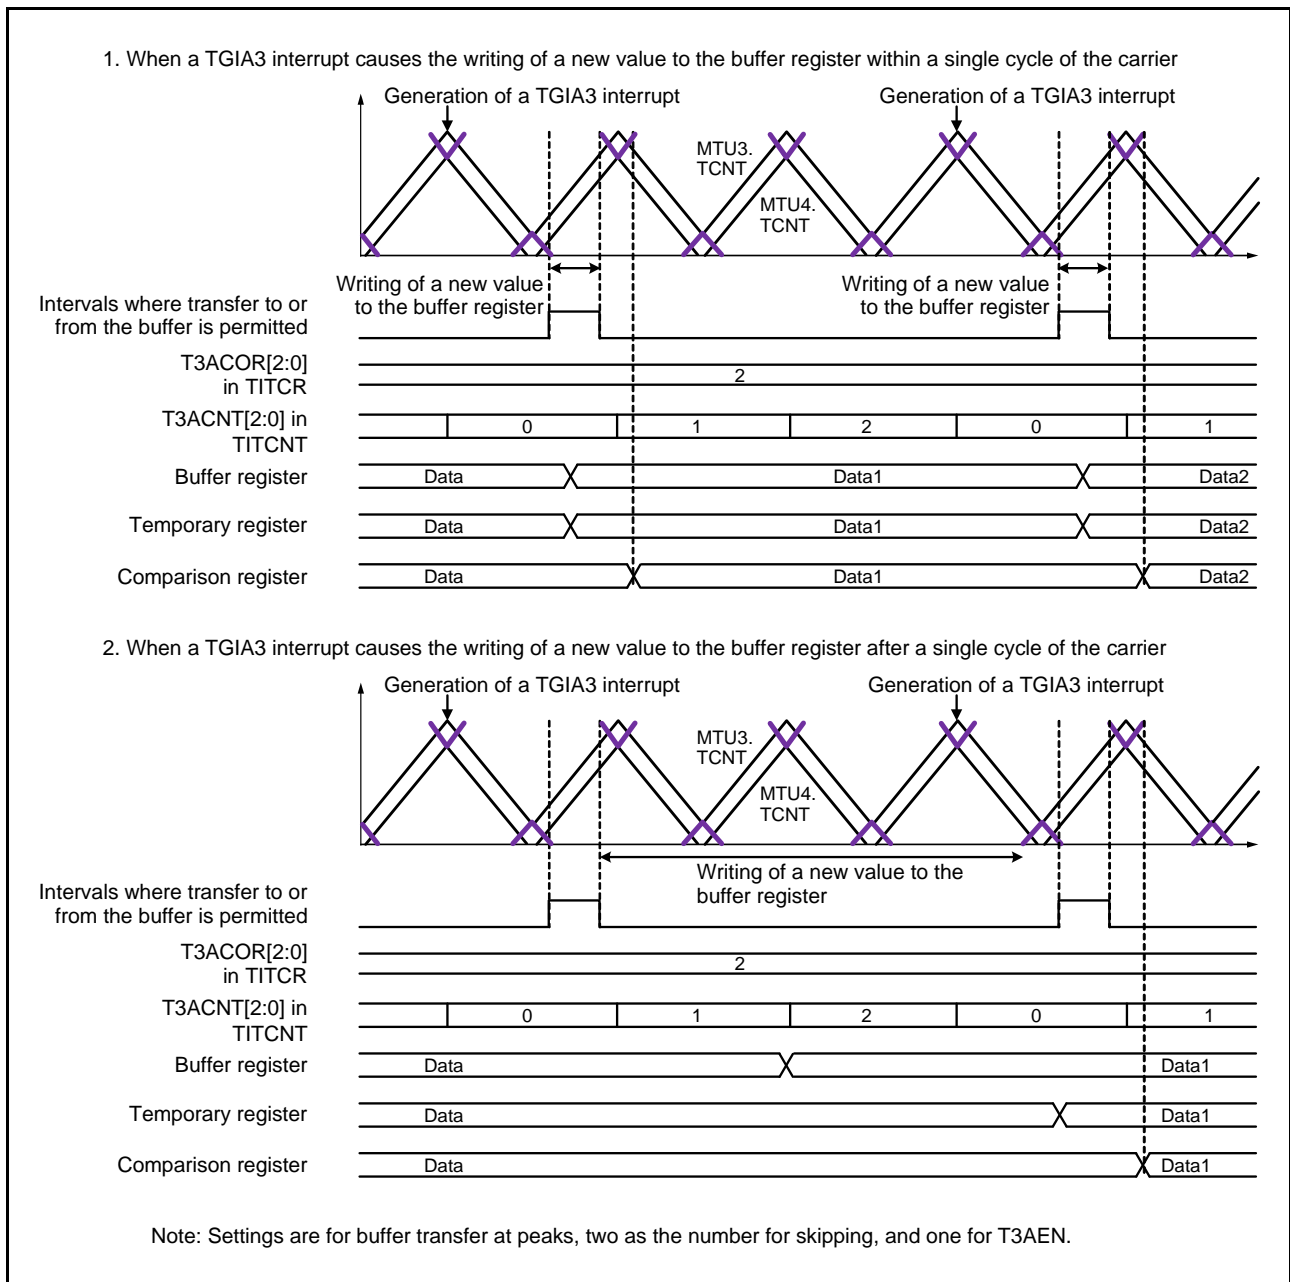 1. When a TGIA3 interrupt causes the writing of a new value to the buffer register within a single cycle of the carrier
Generation of a TGIA3 interrupt
Generation of a TGIA3 interrupt
MTU3.
TCNT
MTU4.
TCNT
Writing of a new value
to the buffer register
Writing of a new value
to the buffer register
Intervals where transfer to or
from the buffer is permitted
T3ACOR[2:0]
in TITCR
2
T3ACNT[2:0] in
TITCNT
0 1 2 0 1
Buffer register
Data Data1 Data2
Temporary register
Data Data1 Data2
Comparison register
Data Data1 Data2
2. When a TGIA3 interrupt causes the writing of a new value to the buffer register after a single cycle of the carrier
Generation of a TGIA3 interrupt
Generation of a TGIA3 interrupt
MTU3.
TCNT
MTU4.
TCNT
Writing of a new value to the
buffer register
Intervals where transfer to or
from the buffer is permitted
T3ACOR[2:0]
in TITCR
2
T3ACNT[2:0] in
TITCNT
0 1 2 0 1
Buffer register
Data Data1
Temporary register
Data Data1
Comparison register
Data Data1
Note: Settings are for buffer transfer at peaks, two as the number for skipping, and one for T3AEN.